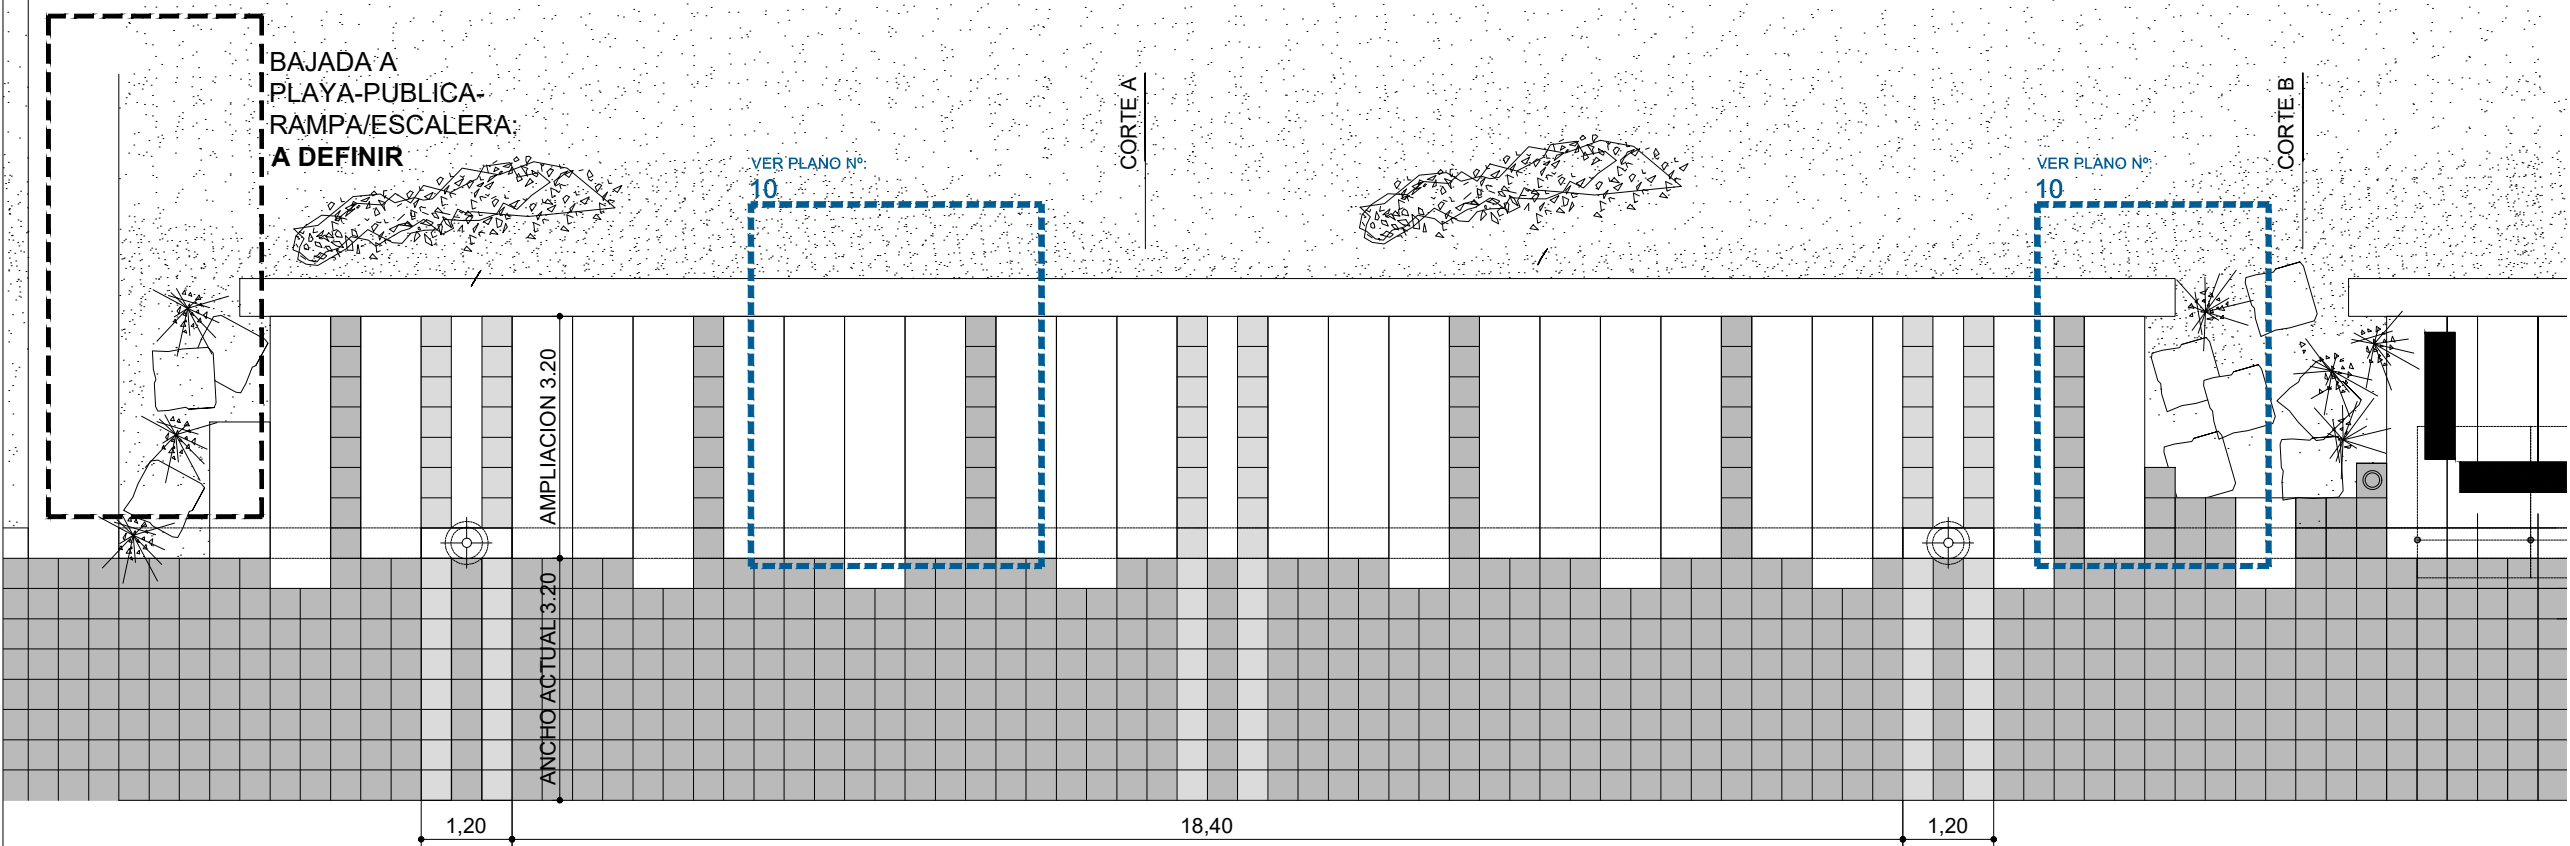 BAJADA A
PLAYA-PUBLICA-
RAMPA/ESCALERA:
A DEFINIR
VER PLANO Nº:
10
CORTE A
VER PLANO Nº:
10
CORTE B
AMPLIACION 3.20
ANCHO ACTUAL 3.20
1,20
18,40
1,20